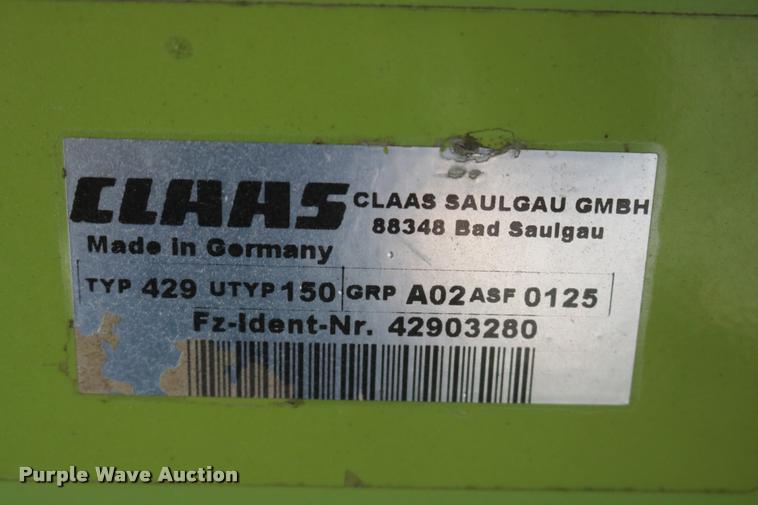 CLAAS
CLAAS SAULGAU GMBH
88348 Bad Saulgau
Made in Germany
TYP 429 UTYP 150 GRP A02 ASF 0125
Fz-Ident-Nr. 42903280
Purple Wave Auction